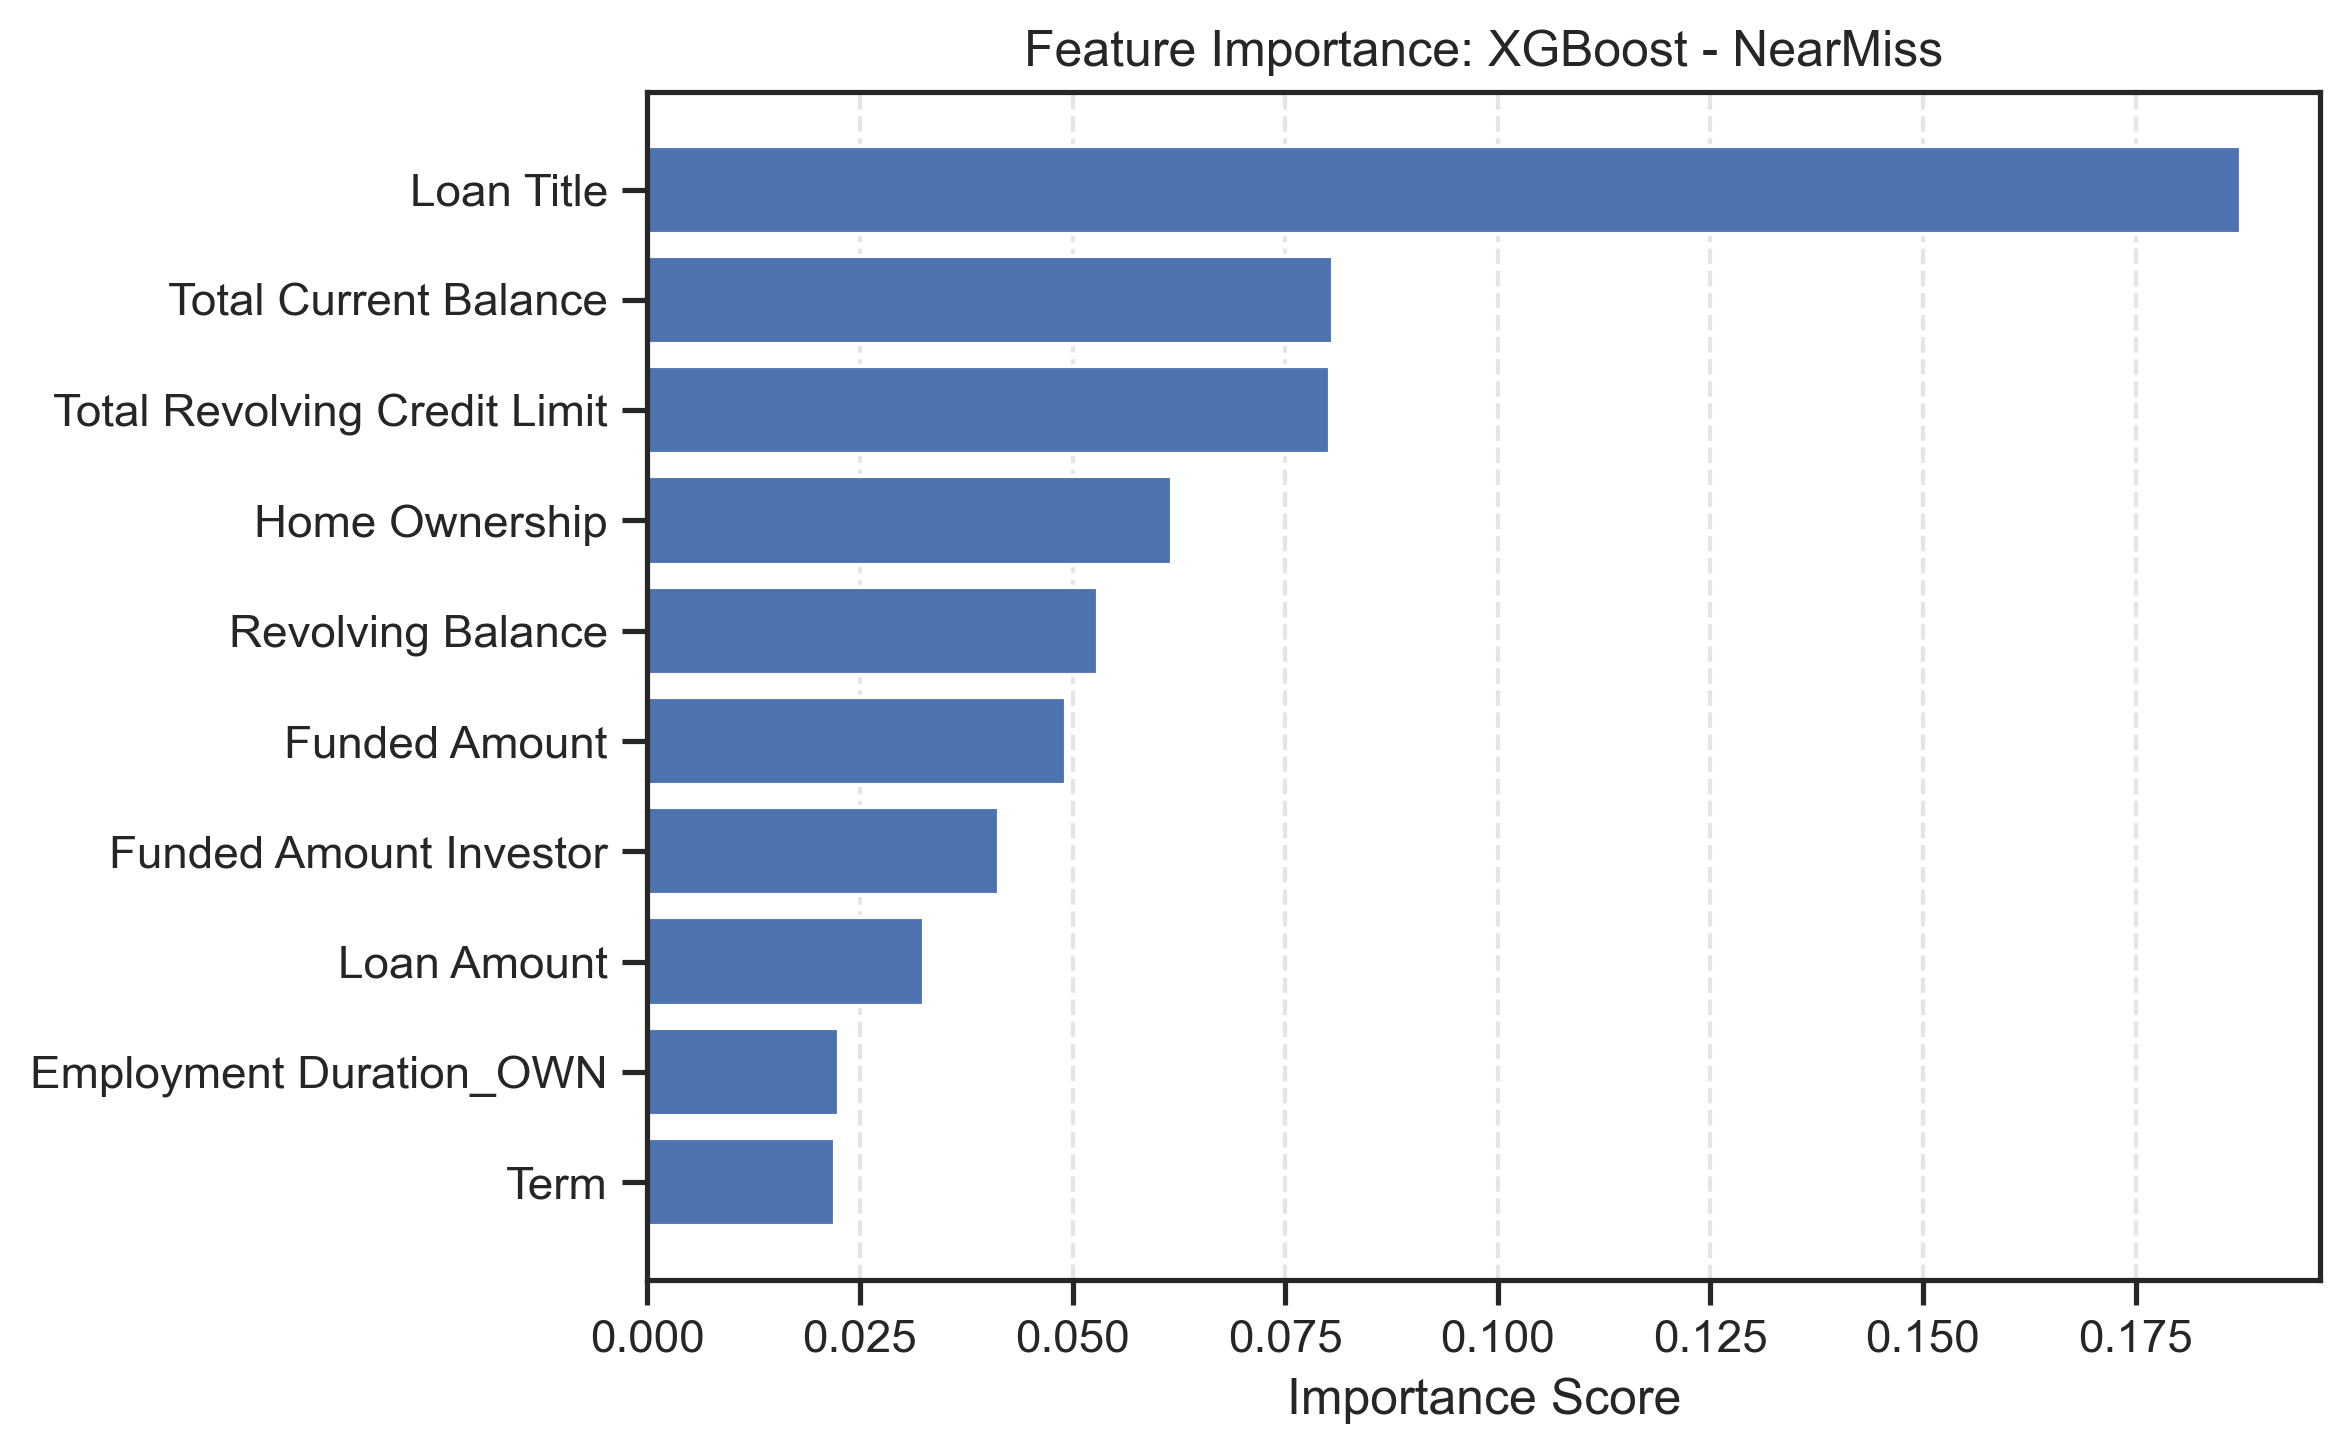 Feature Importance: XGBoost - NearMiss
Loan Title
Total Current Balance
Total Revolving Credit Limit
Home Ownership
Revolving Balance
Funded Amount
Funded Amount Investor
Loan Amount
Employment Duration_OWN
Term
0.000 0.025 0.050 0.075 0.100 0.125 0.150 0.175
Importance Score